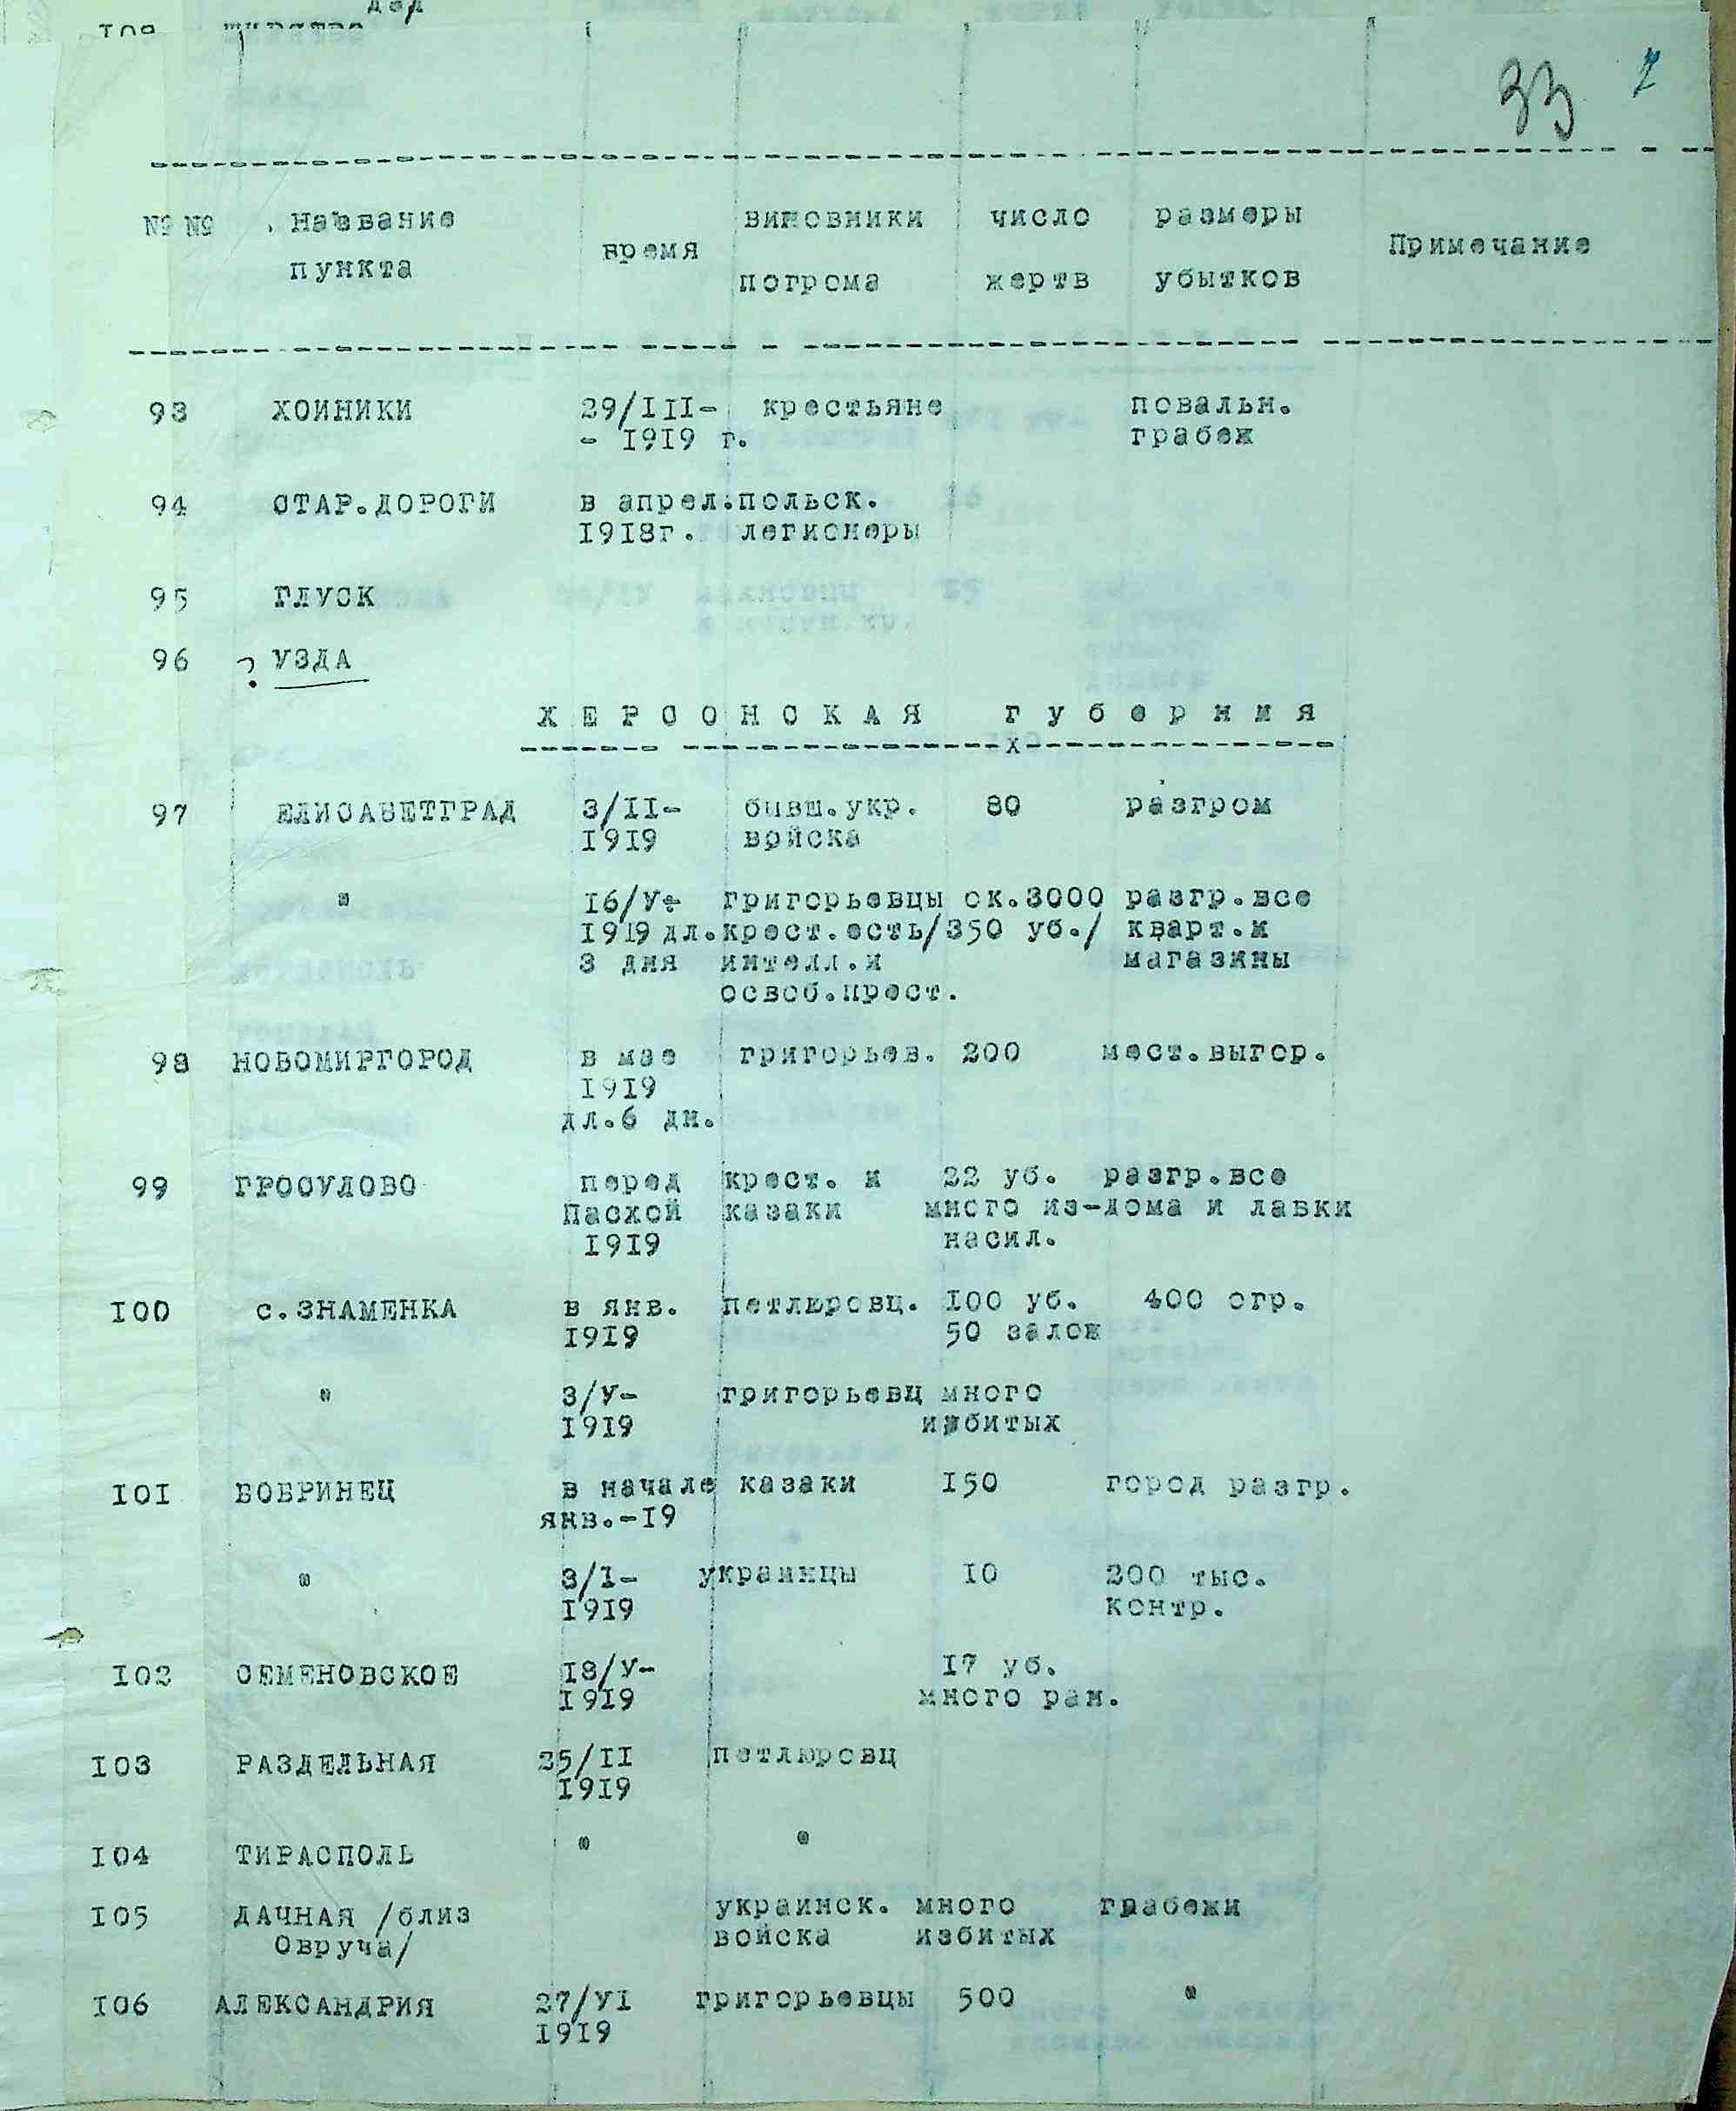 33 2
№№ Название время виновники число размеры Примечание
пункта погрома жертв убытков
93 ХОЙНИКИ 29/III- крестьяне повальн.
- 1919 г. грабеж
94 СТАР.ДОРОГИ в апрел.польск.
1918г. легионеры
95 ГЛУСК
96 ? УЗДА
ХЕРСОНСКАЯ губерния
-х-
97 ЕЛИСАВЕТГРАД 3/II- бывш.укр. 80 разгром
1919 войска
" 16/У- григорьевцы ок.3000 разгр.все
1919 дл.крест.есть/350 уб./ кварт.и
3 дня интелл.и магазины
освоб.прест.
98 НОВОМИРГОРОД в мае григорьев. 200 мест.выгор.
1919
дл.6 дн.
99 ГРОСУЛОВО перед крест. и 22 уб. разгр.все
Пасхой казаки много из-дома и лавки
1919 насил.
100 с.ЗНАМЕНКА в янв. петлюровц. 100 уб. 400 огр.
1919 50 залож
" 3/У- григорьевц много
1919 избитых
101 БОБРИНЕЦ в начале казаки 150 город разгр.
янв.-19
" 3/I- украинцы 10 200 тыс.
1919 контр.
102 СЕМЕНОВСКОЕ 18/У- 17 уб.
1919 много ран.
103 РАЗДЕЛЬНАЯ 25/II петлюровц
1919
104 ТИРАСПОЛЬ " "
105 ДАЧНАЯ /близ украинск. много грабежи
Овруча/ войска избитых
106 АЛЕКСАНДРИЯ 27/УI григорьевцы 500 "
1919